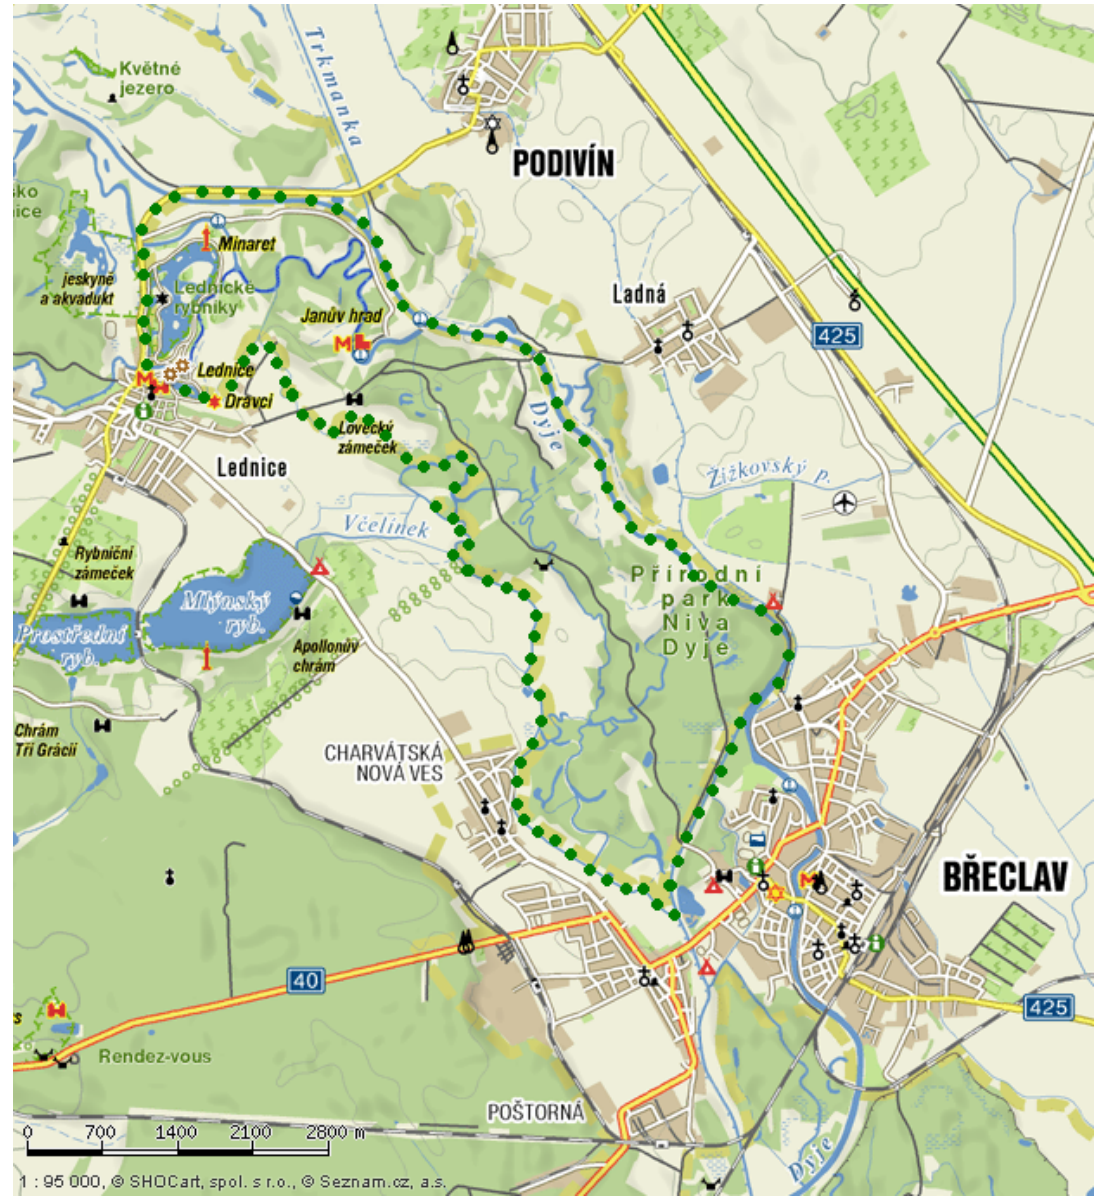 Květné
jezero
Trkmanka
PODIVÍN
sko
nice
Minaret
jeskyně
a akvadukt
Lednické
rybníky
Janův hrad
Ladná
425
Lednice
Dravci
Lovecký
zámeček
Dyje
Lednice
Žižkovský p.
Včelínek
Rybniční
zámeček
Přírodní
park
Niva
Dyje
Mlýnský
ryb.
Prostřední
ryb.
Apollonův
chrám
Chrám
Tří Grácií
CHARVÁTSKÁ
NOVÁ VES
BŘECLAV
40
425
Rendez-vous
POŠTORNÁ
Dyje
0 700 1400 2100 2800 m
1 : 95 000, © SHOCart, spol. s r.o., © Seznam.cz, a.s.